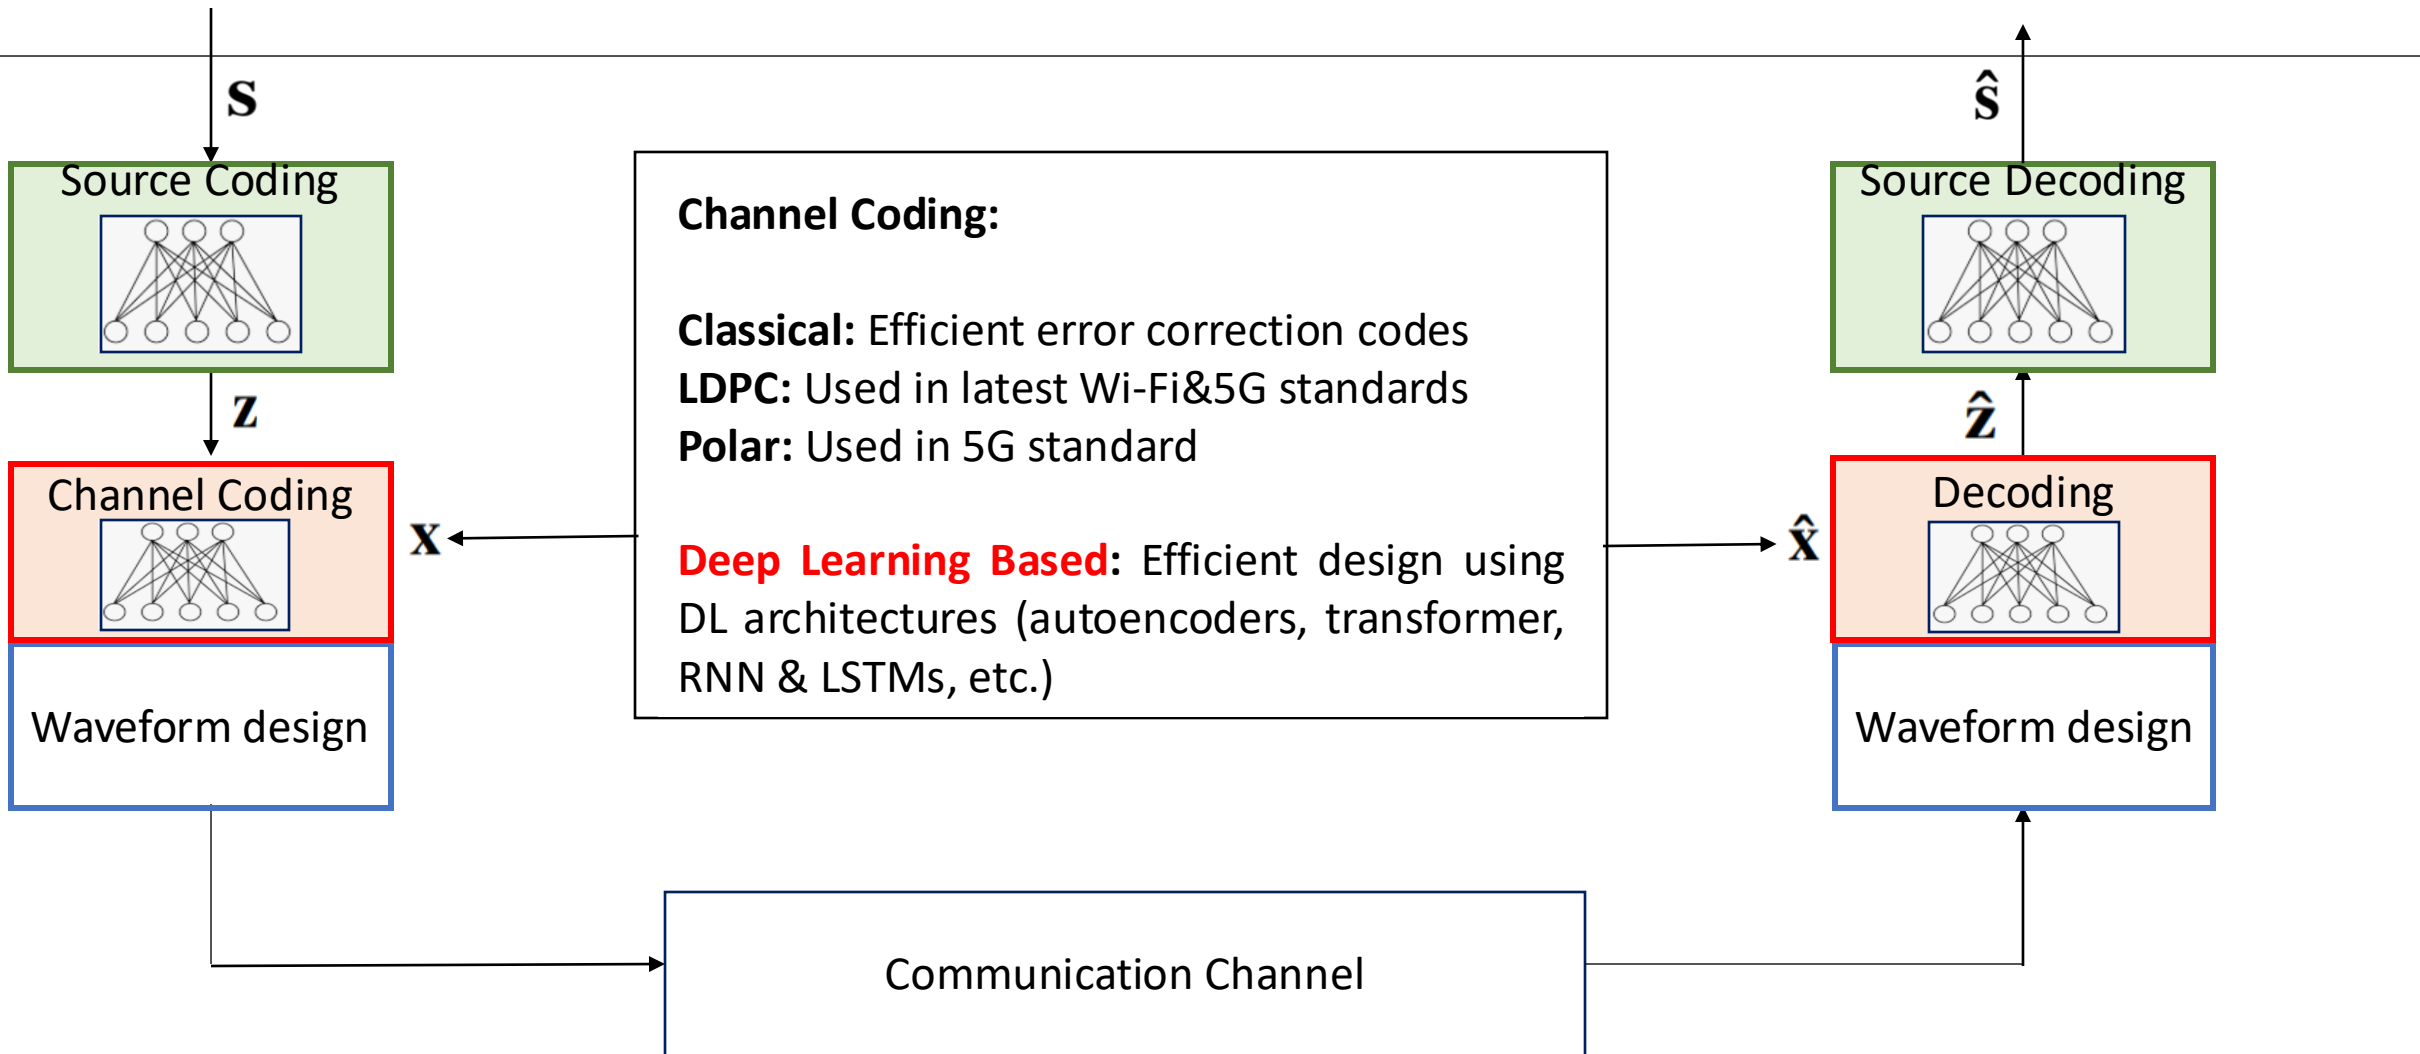 s
ŝ
Source Coding
Source Decoding
Channel Coding:
Classical: Efficient error correction codes
LDPC: Used in latest Wi-Fi&5G standards
Polar: Used in 5G standard
Deep Learning Based: Efficient design using
DL architectures (autoencoders, transformer,
RNN & LSTMs, etc.)
z
ẑ
Channel Coding
Decoding
x
x̂
Waveform design
Waveform design
Communication Channel